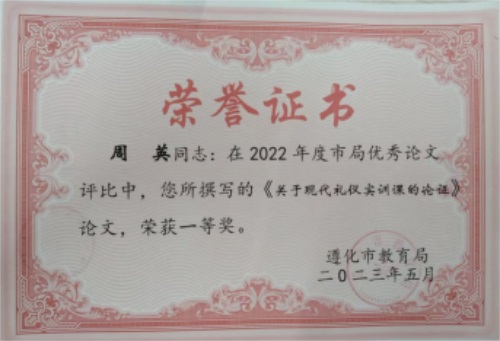 荣誉证书
周 英同志：在2022年度市局优秀论文
评比中，您所撰写的《关于现代礼仪实训课的论证》
论文，荣获一等奖。
遵化市教育局
二〇二三年五月